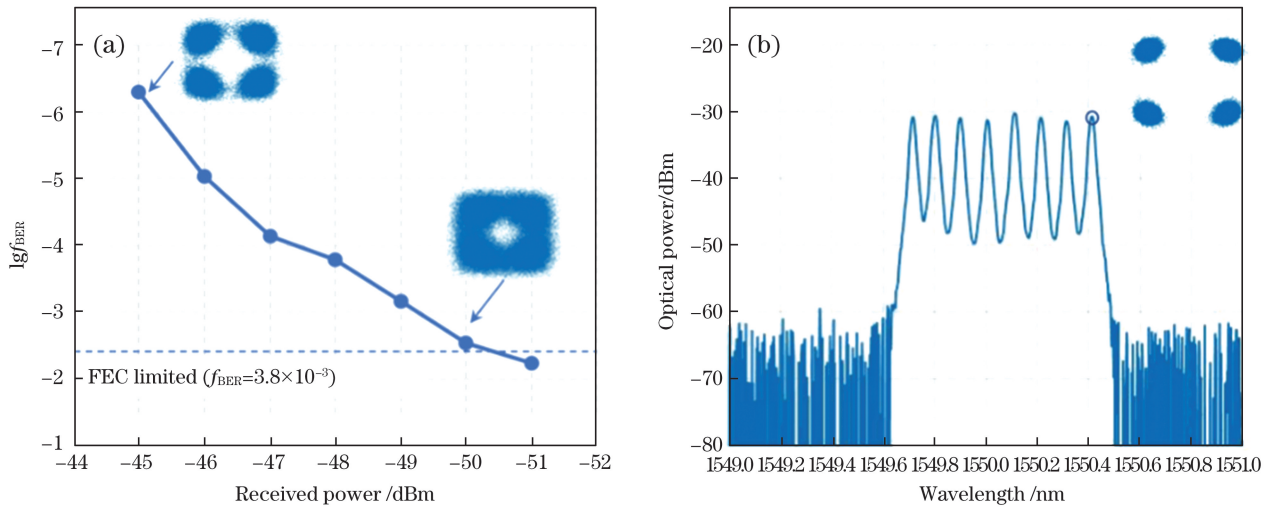 (a)
−7
−6
−5
−4
−3
−2
−1
lgfBER
FEC limited (fBER=3.8×10⁻³)
−44 −45 −46 −47 −48 −49 −50 −51 −52
Received power /dBm
(b)
−20
−30
−40
−50
−60
−70
−80
Optical power/dBm
1549.0 1549.2 1549.4 1549.6 1549.8 1550.0 1550.2 1550.4 1550.6 1550.8 1551.0
Wavelength /nm